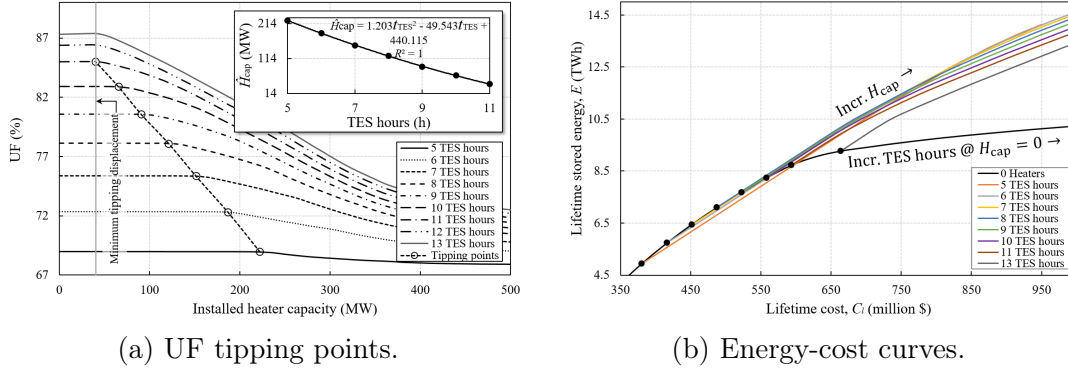 87
82
77
72
67
UF (%)
0
100
200
300
400
500
Installed heater capacity (MW)
Minimum tipping displacement
214
114
14
Ĥcap (MW)
5
7
9
11
TES hours (h)
Ĥcap = 1.203tTES² - 49.543tTES +
440.115
R² = 1
5 TES hours
6 TES hours
7 TES hours
8 TES hours
9 TES hours
10 TES hours
11 TES hours
12 TES hours
13 TES hours
Tipping points
(a) UF tipping points.
14.5
12.5
10.5
8.5
6.5
4.5
Lifetime stored energy, E (TWh)
350
450
550
650
750
850
950
Lifetime cost, Cl (million $)
Incr. Hcap →
Incr. TES hours @ Hcap = 0 →
0 Heaters
5 TES hours
6 TES hours
7 TES hours
8 TES hours
9 TES hours
10 TES hours
11 TES hours
13 TES hours
(b) Energy-cost curves.